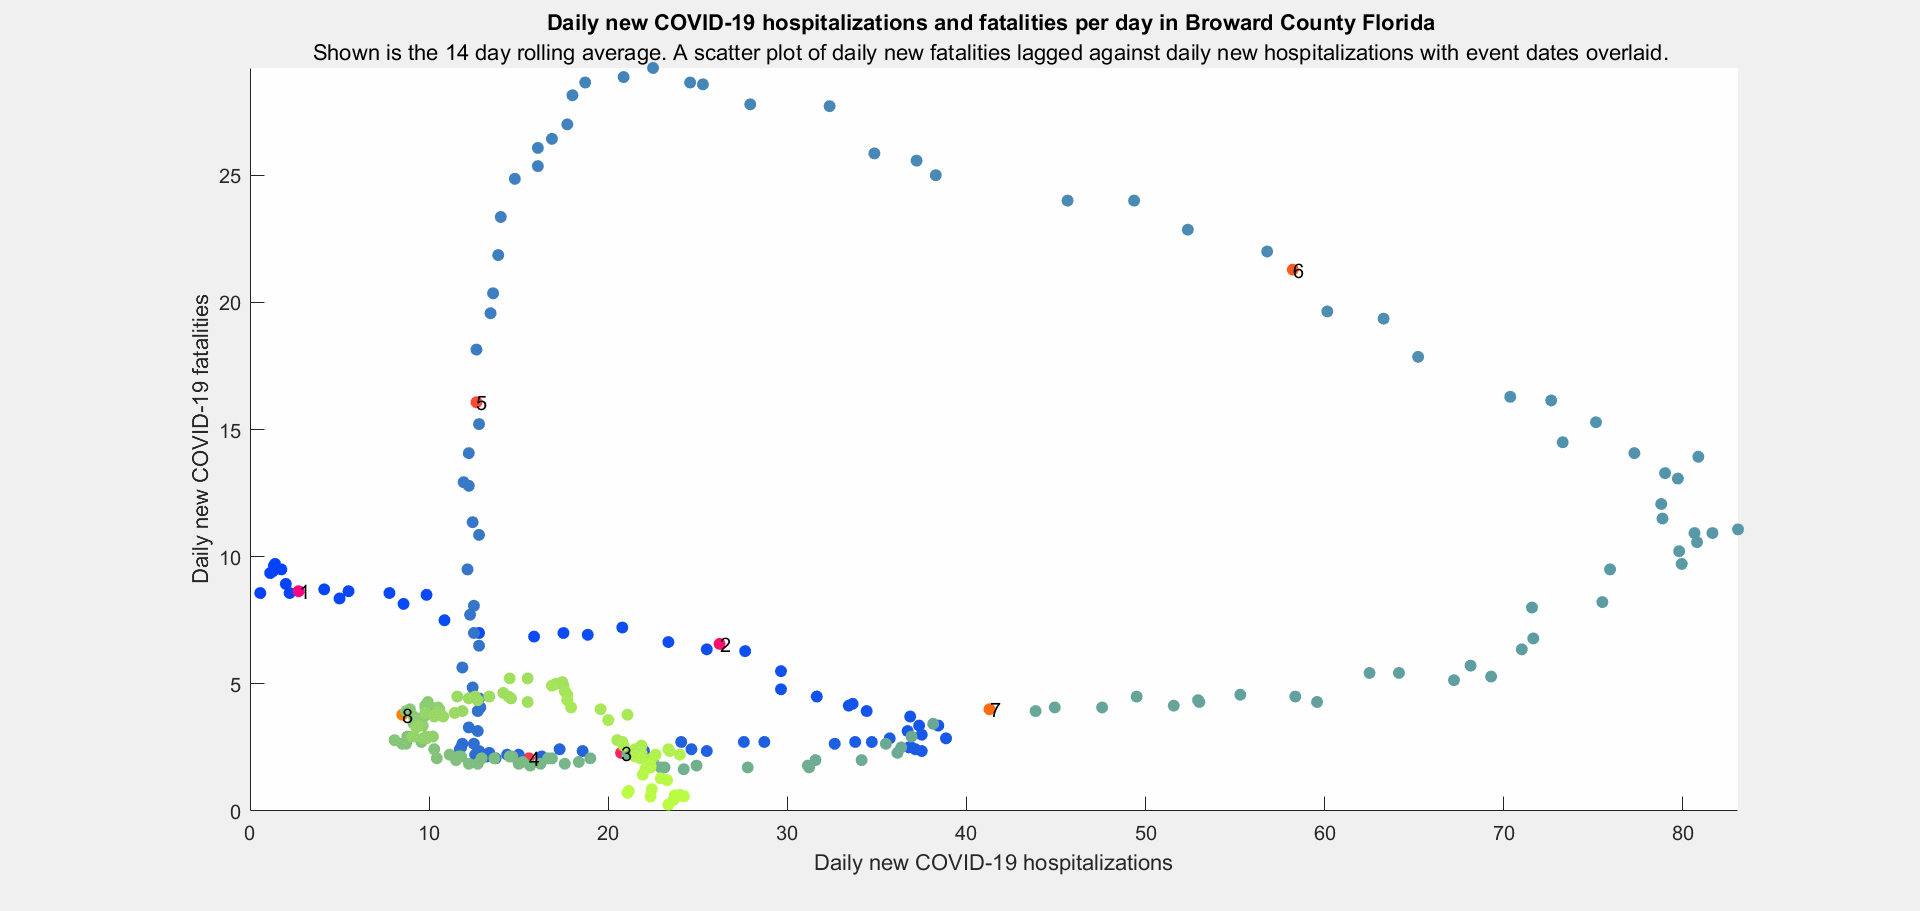 Daily new COVID-19 hospitalizations and fatalities per day in Broward County Florida
Shown is the 14 day rolling average. A scatter plot of daily new fatalities lagged against daily new hospitalizations with event dates overlaid.
Daily new COVID-19 fatalities
25
20
15
10
5
0
6
5
1
2
7
8
3
4
0 10 20 30 40 50 60 70 80
Daily new COVID-19 hospitalizations